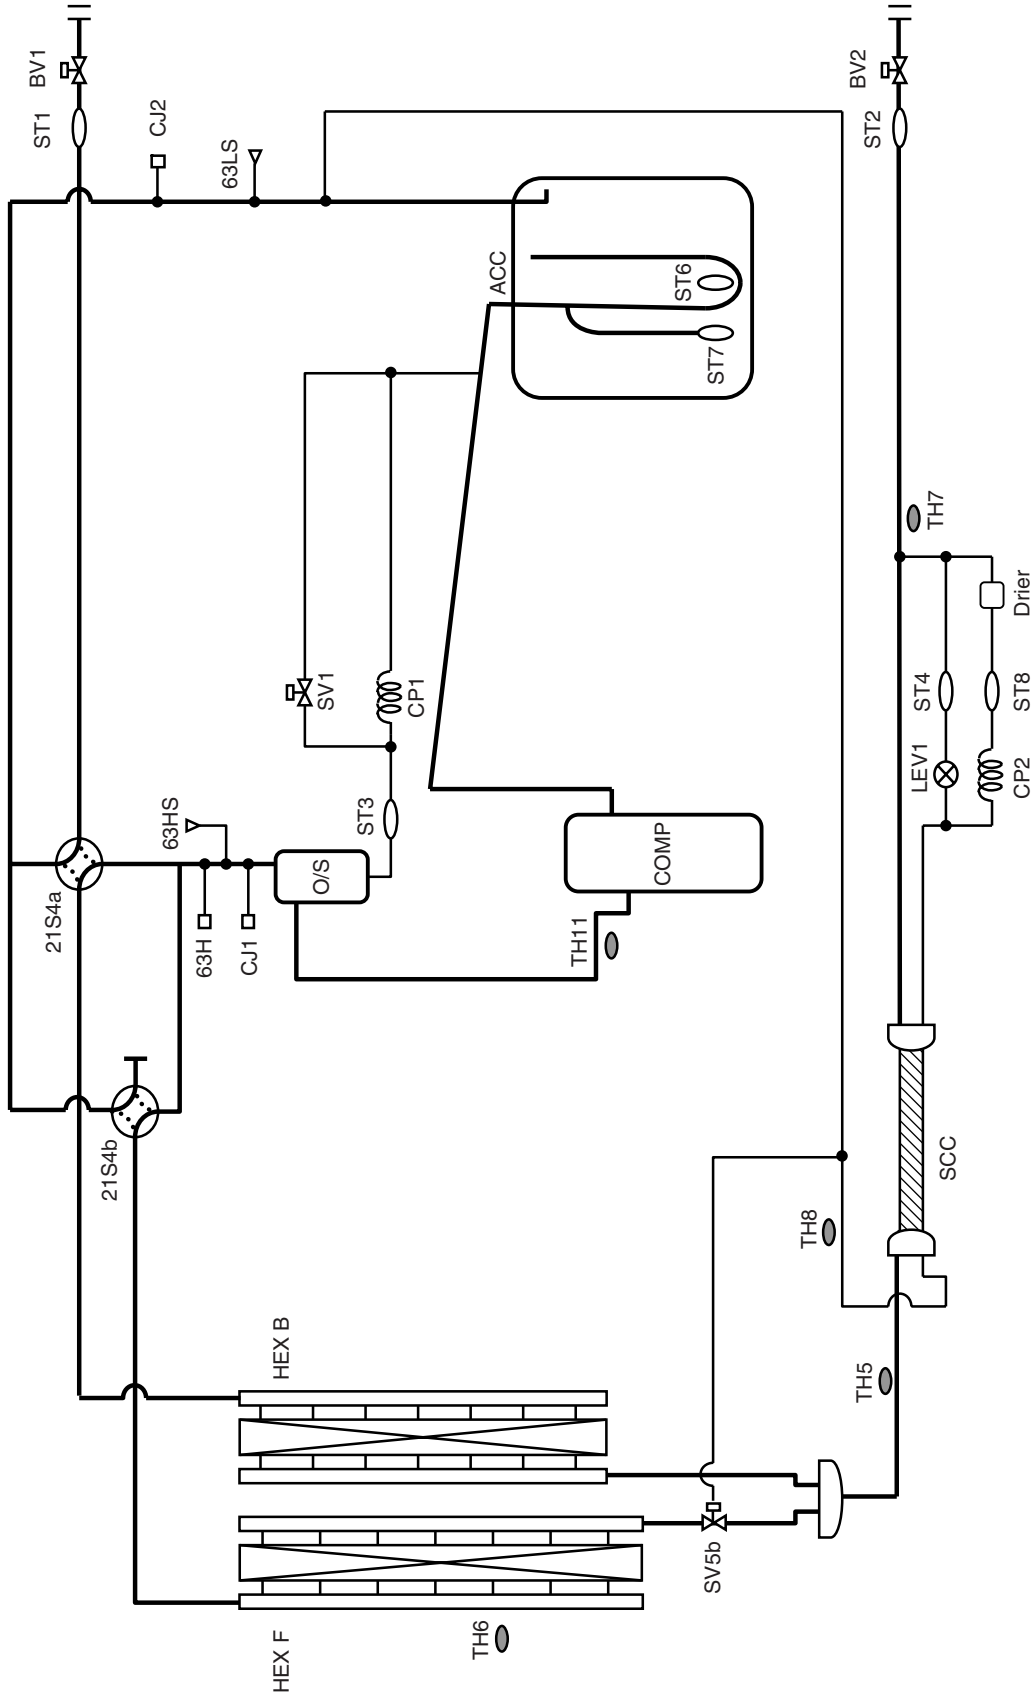 BV1
ST1
CJ2
63LS
BV2
ST2
ACC
ST6
ST7
TH7
SV1
CP1
ST4
ST8
Drier
LEV1
CP2
ST3
63HS
21S4a
O/S
COMP
63H
CJ1
TH11
21S4b
SCC
TH8
HEX B
TH5
SV5b
HEX F
TH6